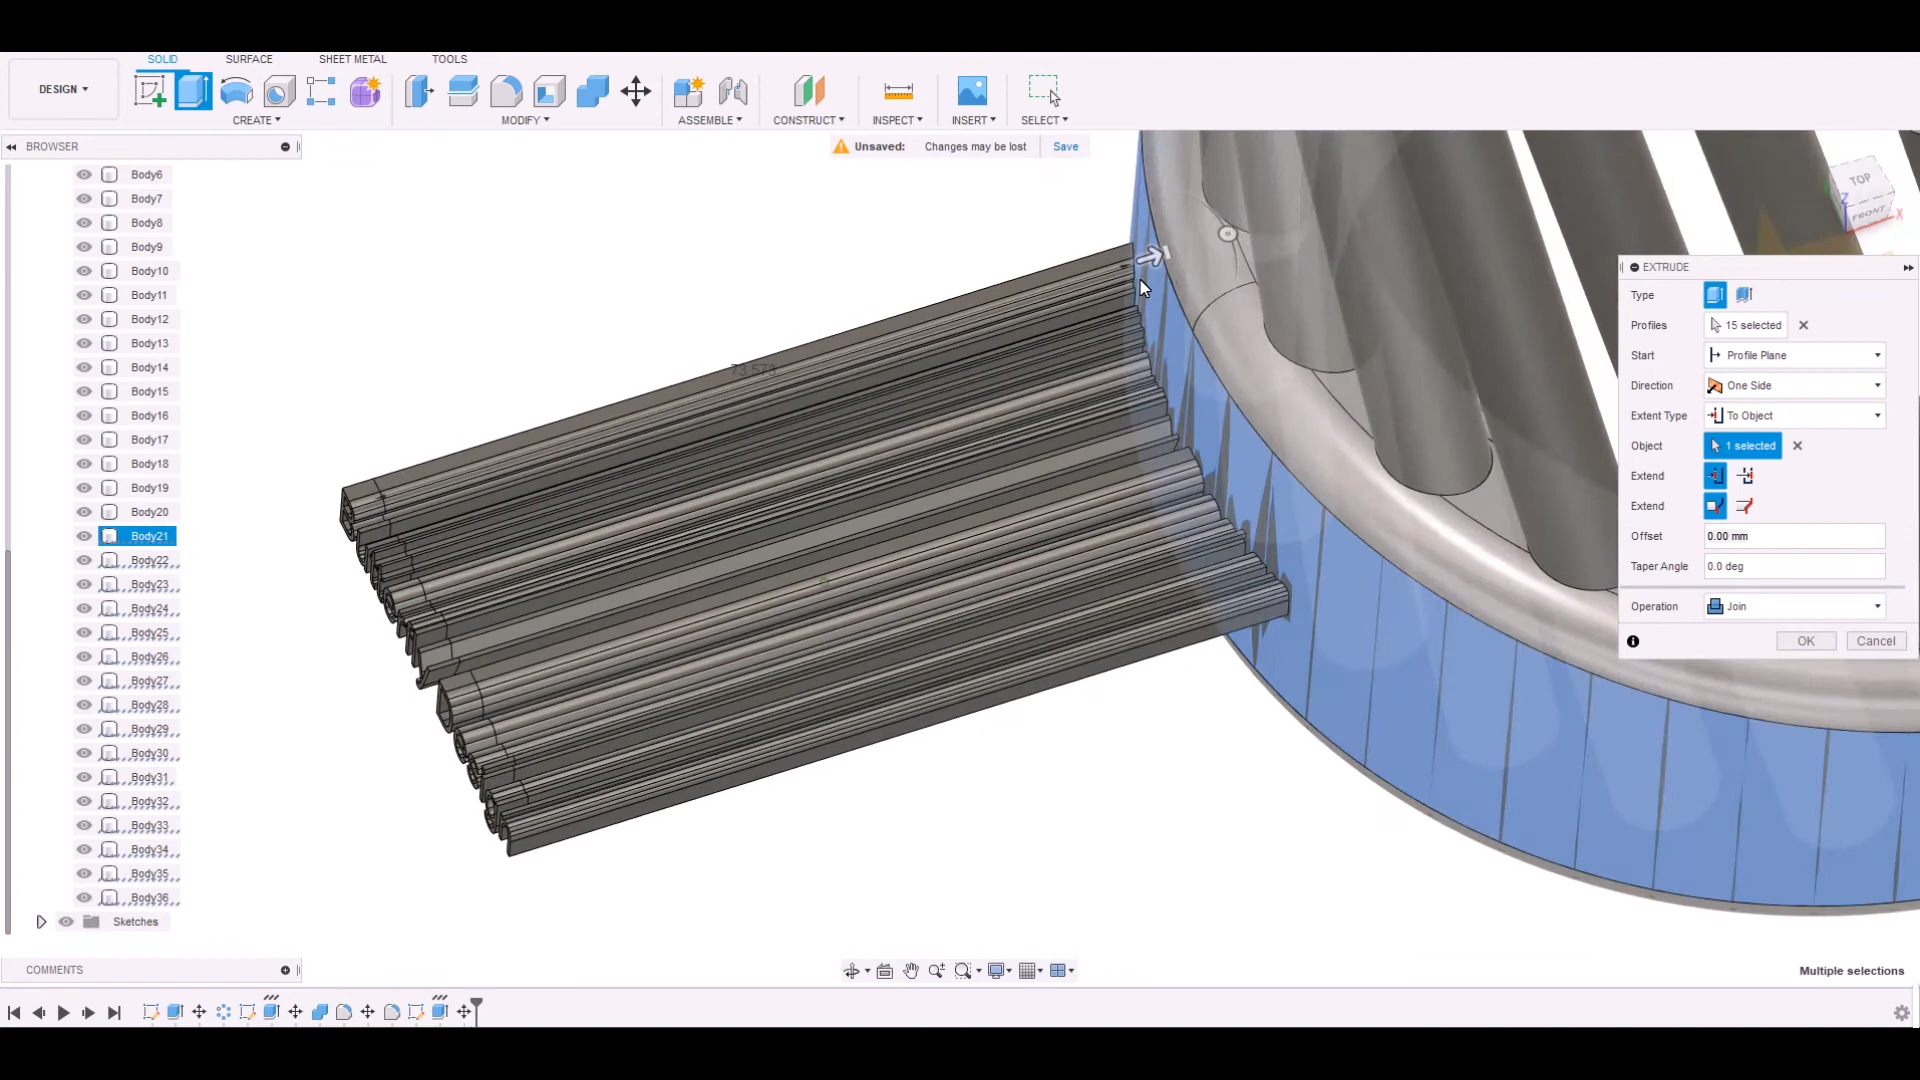 SOLID
SURFACE
SHEET METAL
TOOLS
DESIGN
CREATE
MODIFY
ASSEMBLE
CONSTRUCT
INSPECT
INSERT
SELECT
BROWSER
Unsaved: Changes may be lost Save
Body6
Body7
Body8
Body9
Body10
Body11
Body12
Body13
Body14
Body15
Body16
Body17
Body18
Body19
Body20
Body21
Body22
Body23
Body24
Body25
Body26
Body27
Body28
Body29
Body30
Body31
Body32
Body33
Body34
Body35
Body36
Sketches
73.573
TOP
FRONT
Z
X
EXTRUDE
Type
Profiles 15 selected
Start Profile Plane
Direction One Side
Extent Type To Object
Object 1 selected
Extend
Extend
Offset 0.00 mm
Taper Angle 0.0 deg
Operation Join
OK Cancel
COMMENTS
Multiple selections